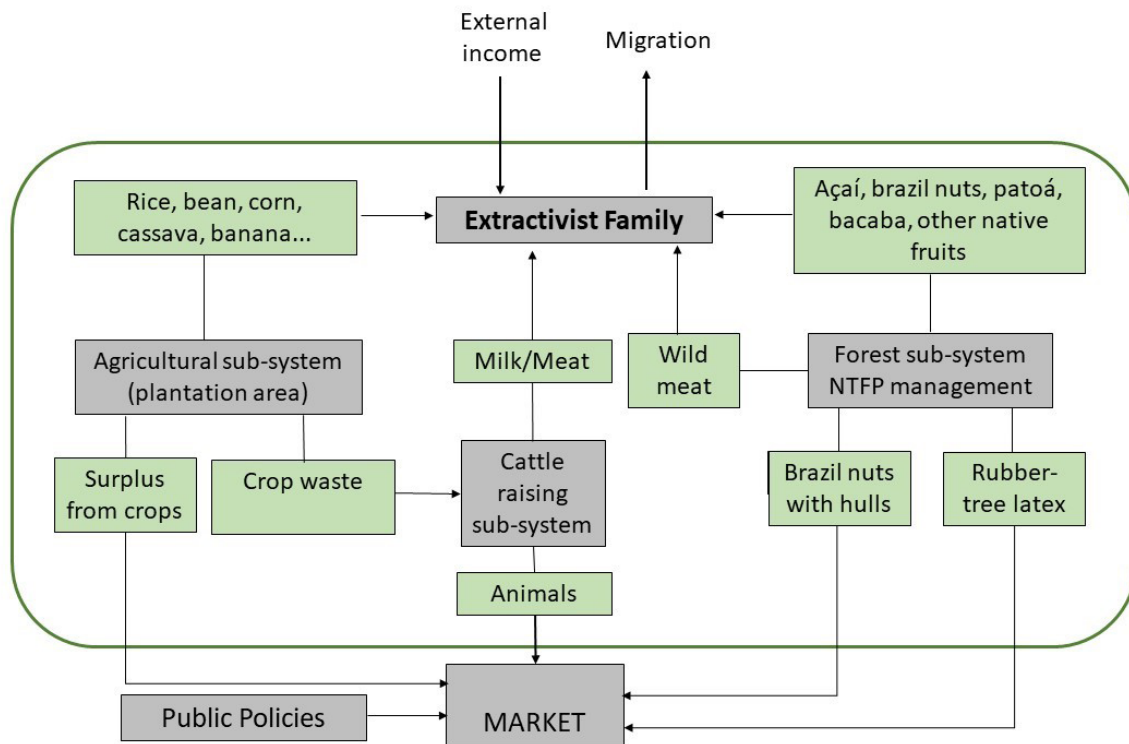 External
income
Migration
Rice, bean, corn,
cassava, banana...
Extractivist Family
Açaí, brazil nuts, patoá,
bacaba, other native
fruits
Agricultural sub-system
(plantation area)
Milk/Meat
Wild
meat
Forest sub-system
NTFP management
Surplus
from crops
Crop waste
Cattle
raising
sub-system
Brazil nuts
with hulls
Rubber-
tree latex
Animals
Public Policies
MARKET